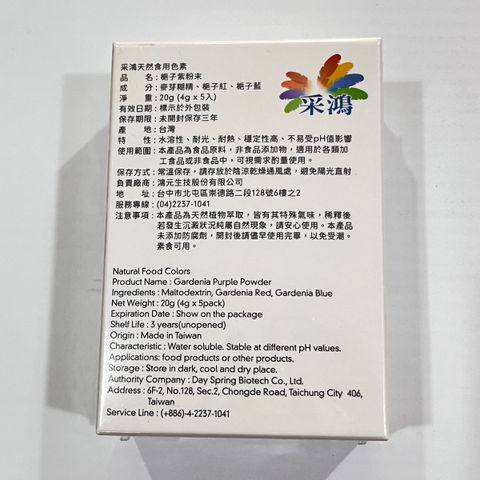 采鴻天然食用色素
品　　名：梔子紫粉末
成　　分：麥芽糊精、梔子紅、梔子藍
淨　　重：20g (4g x 5入)
有效日期：標示於外包裝
保存期限：未開封保存三年
產　　地：台灣
特　　性：水溶性、耐光、耐熱、穩定性高、不易受pH值影響
使用範圍：本產品為食品原料，非食品添加物，適用於各類加
工食品或非食品中，可視需求酌量使用。
保存方式：常溫保存，請存放於陰涼乾燥通風處，避免陽光直射
負責廠商：鴻元生技股份有限公司
地　　址：台中市北屯區崇德路二段128號6樓之2
服務專線：(04)2237-1041
注意事項：本產品為天然植物萃取，皆有其特殊氣味，稀釋後
若發生沉澱狀況純屬自然現象，請安心使用。本產品
未添加防腐劑，開封後請儘早使用完畢，以免受潮。
素食可用。
采鴻
Natural Food Colors
Product Name : Gardenia Purple Powder
Ingredients : Maltodextrin, Gardenia Red, Gardenia Blue
Net Weight : 20g (4g x 5pack)
Expiration Date : Show on the package
Shelf Life : 3 years(unopened)
Origin : Made in Taiwan
Characteristic : Water soluble. Stable at different pH values.
Applications: food products or other products.
Storage : Store in dark, cool and dry place.
Authority Company : Day Spring Biotech Co., Ltd.
Address : 6F-2, No.128, Sec.2, Chongde Road, Taichung City 406,
Taiwan
Service Line : (+886)-4-2237-1041